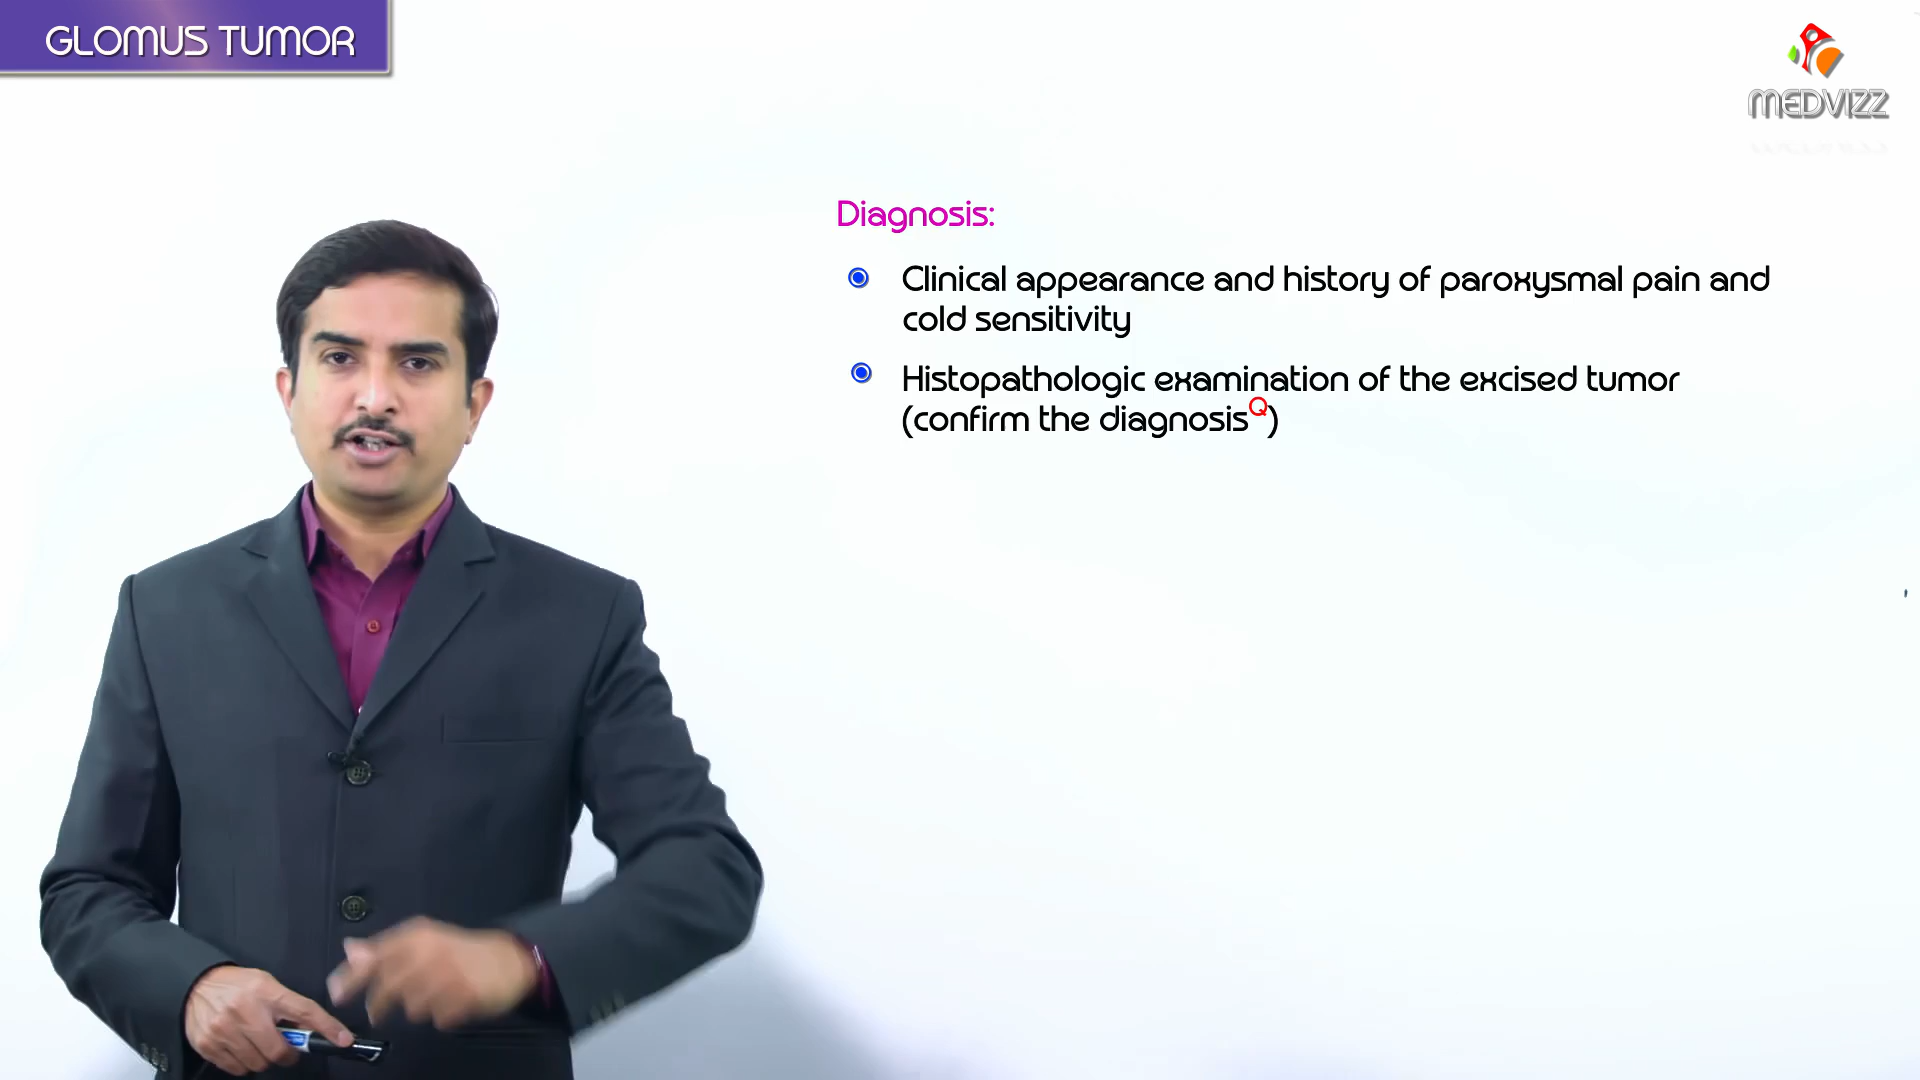 GLOMUS TUMOR
MEDVIZZ
Diagnosis:
Clinical appearance and history of paroxysmal pain and
cold sensitivity
Histopathologic examination of the excised tumor
(confirm the diagnosisQ)